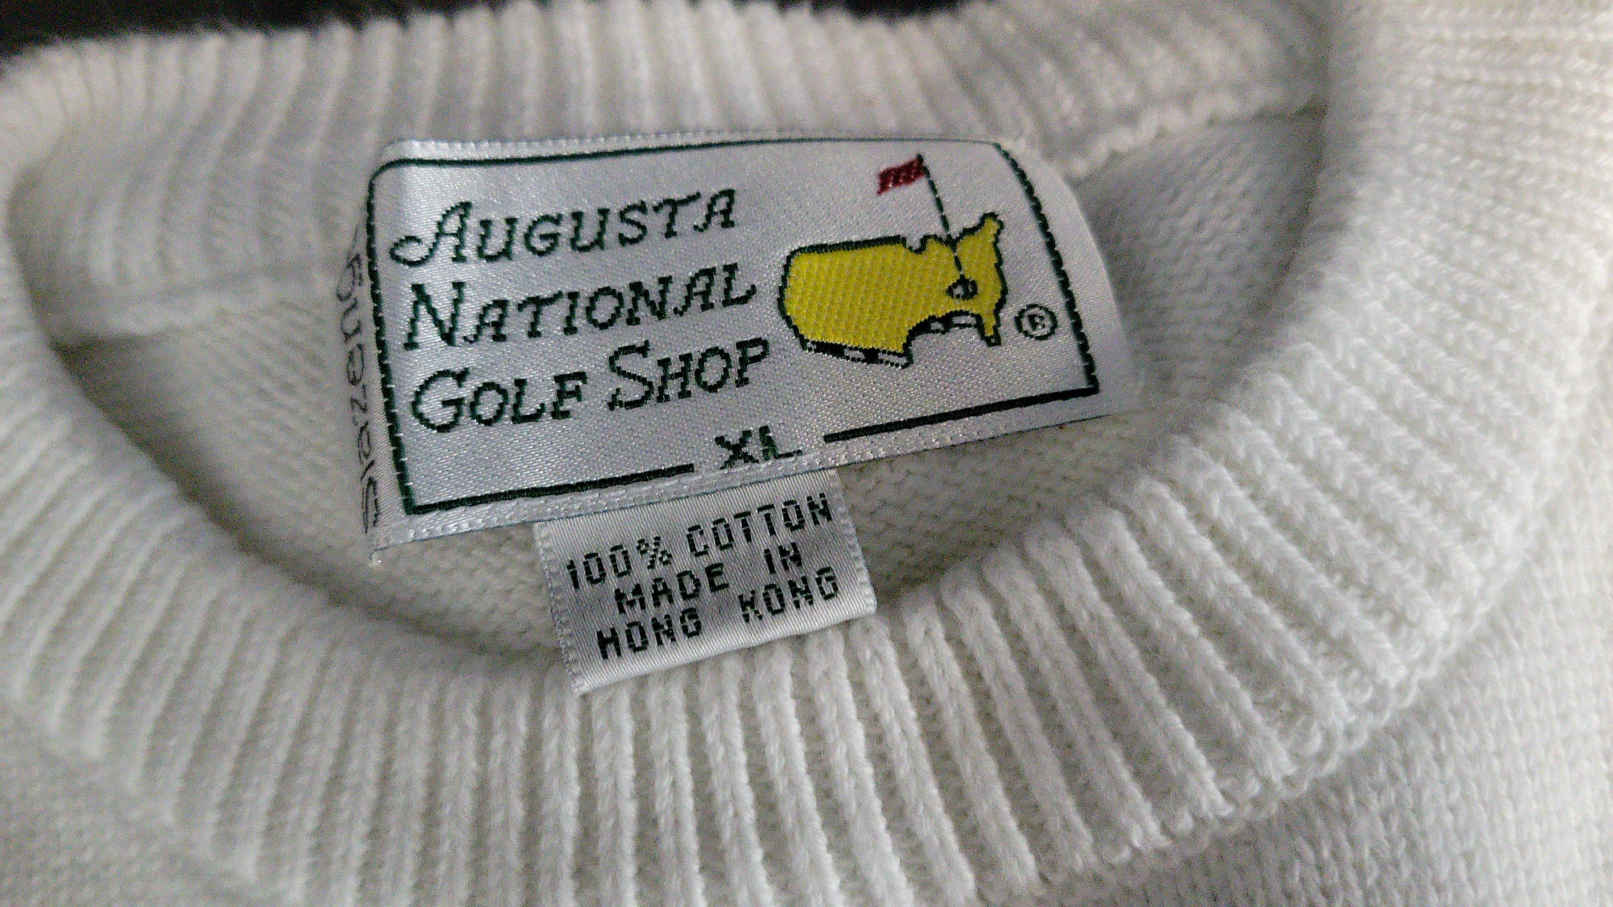 AUGUSTA
NATIONAL
GOLF SHOP
®
XL
100% COTTON
MADE IN
HONG KONG